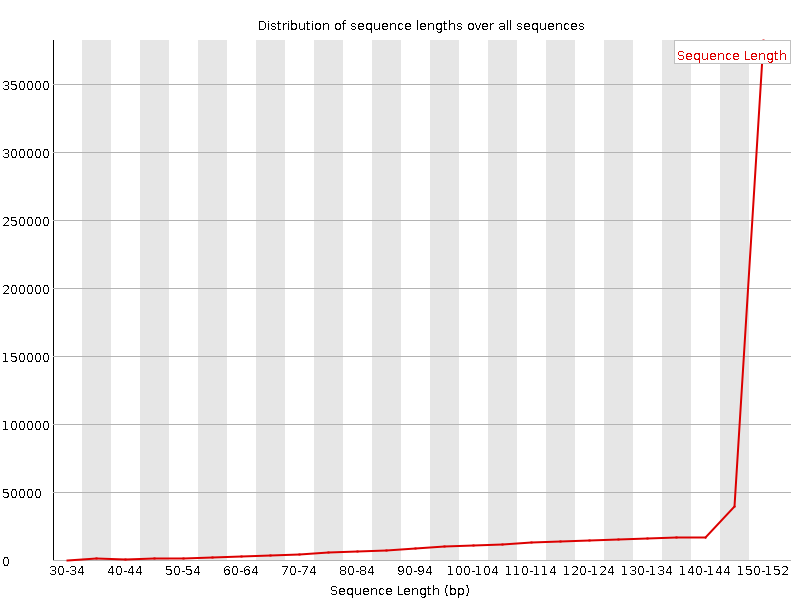 Distribution of sequence lengths over all sequences
Sequence Length
350000
300000
250000
200000
150000
100000
50000
0
30-34 40-44 50-54 60-64 70-74 80-84 90-94 100-104 110-114 120-124 130-134 140-144 150-152
Sequence Length (bp)